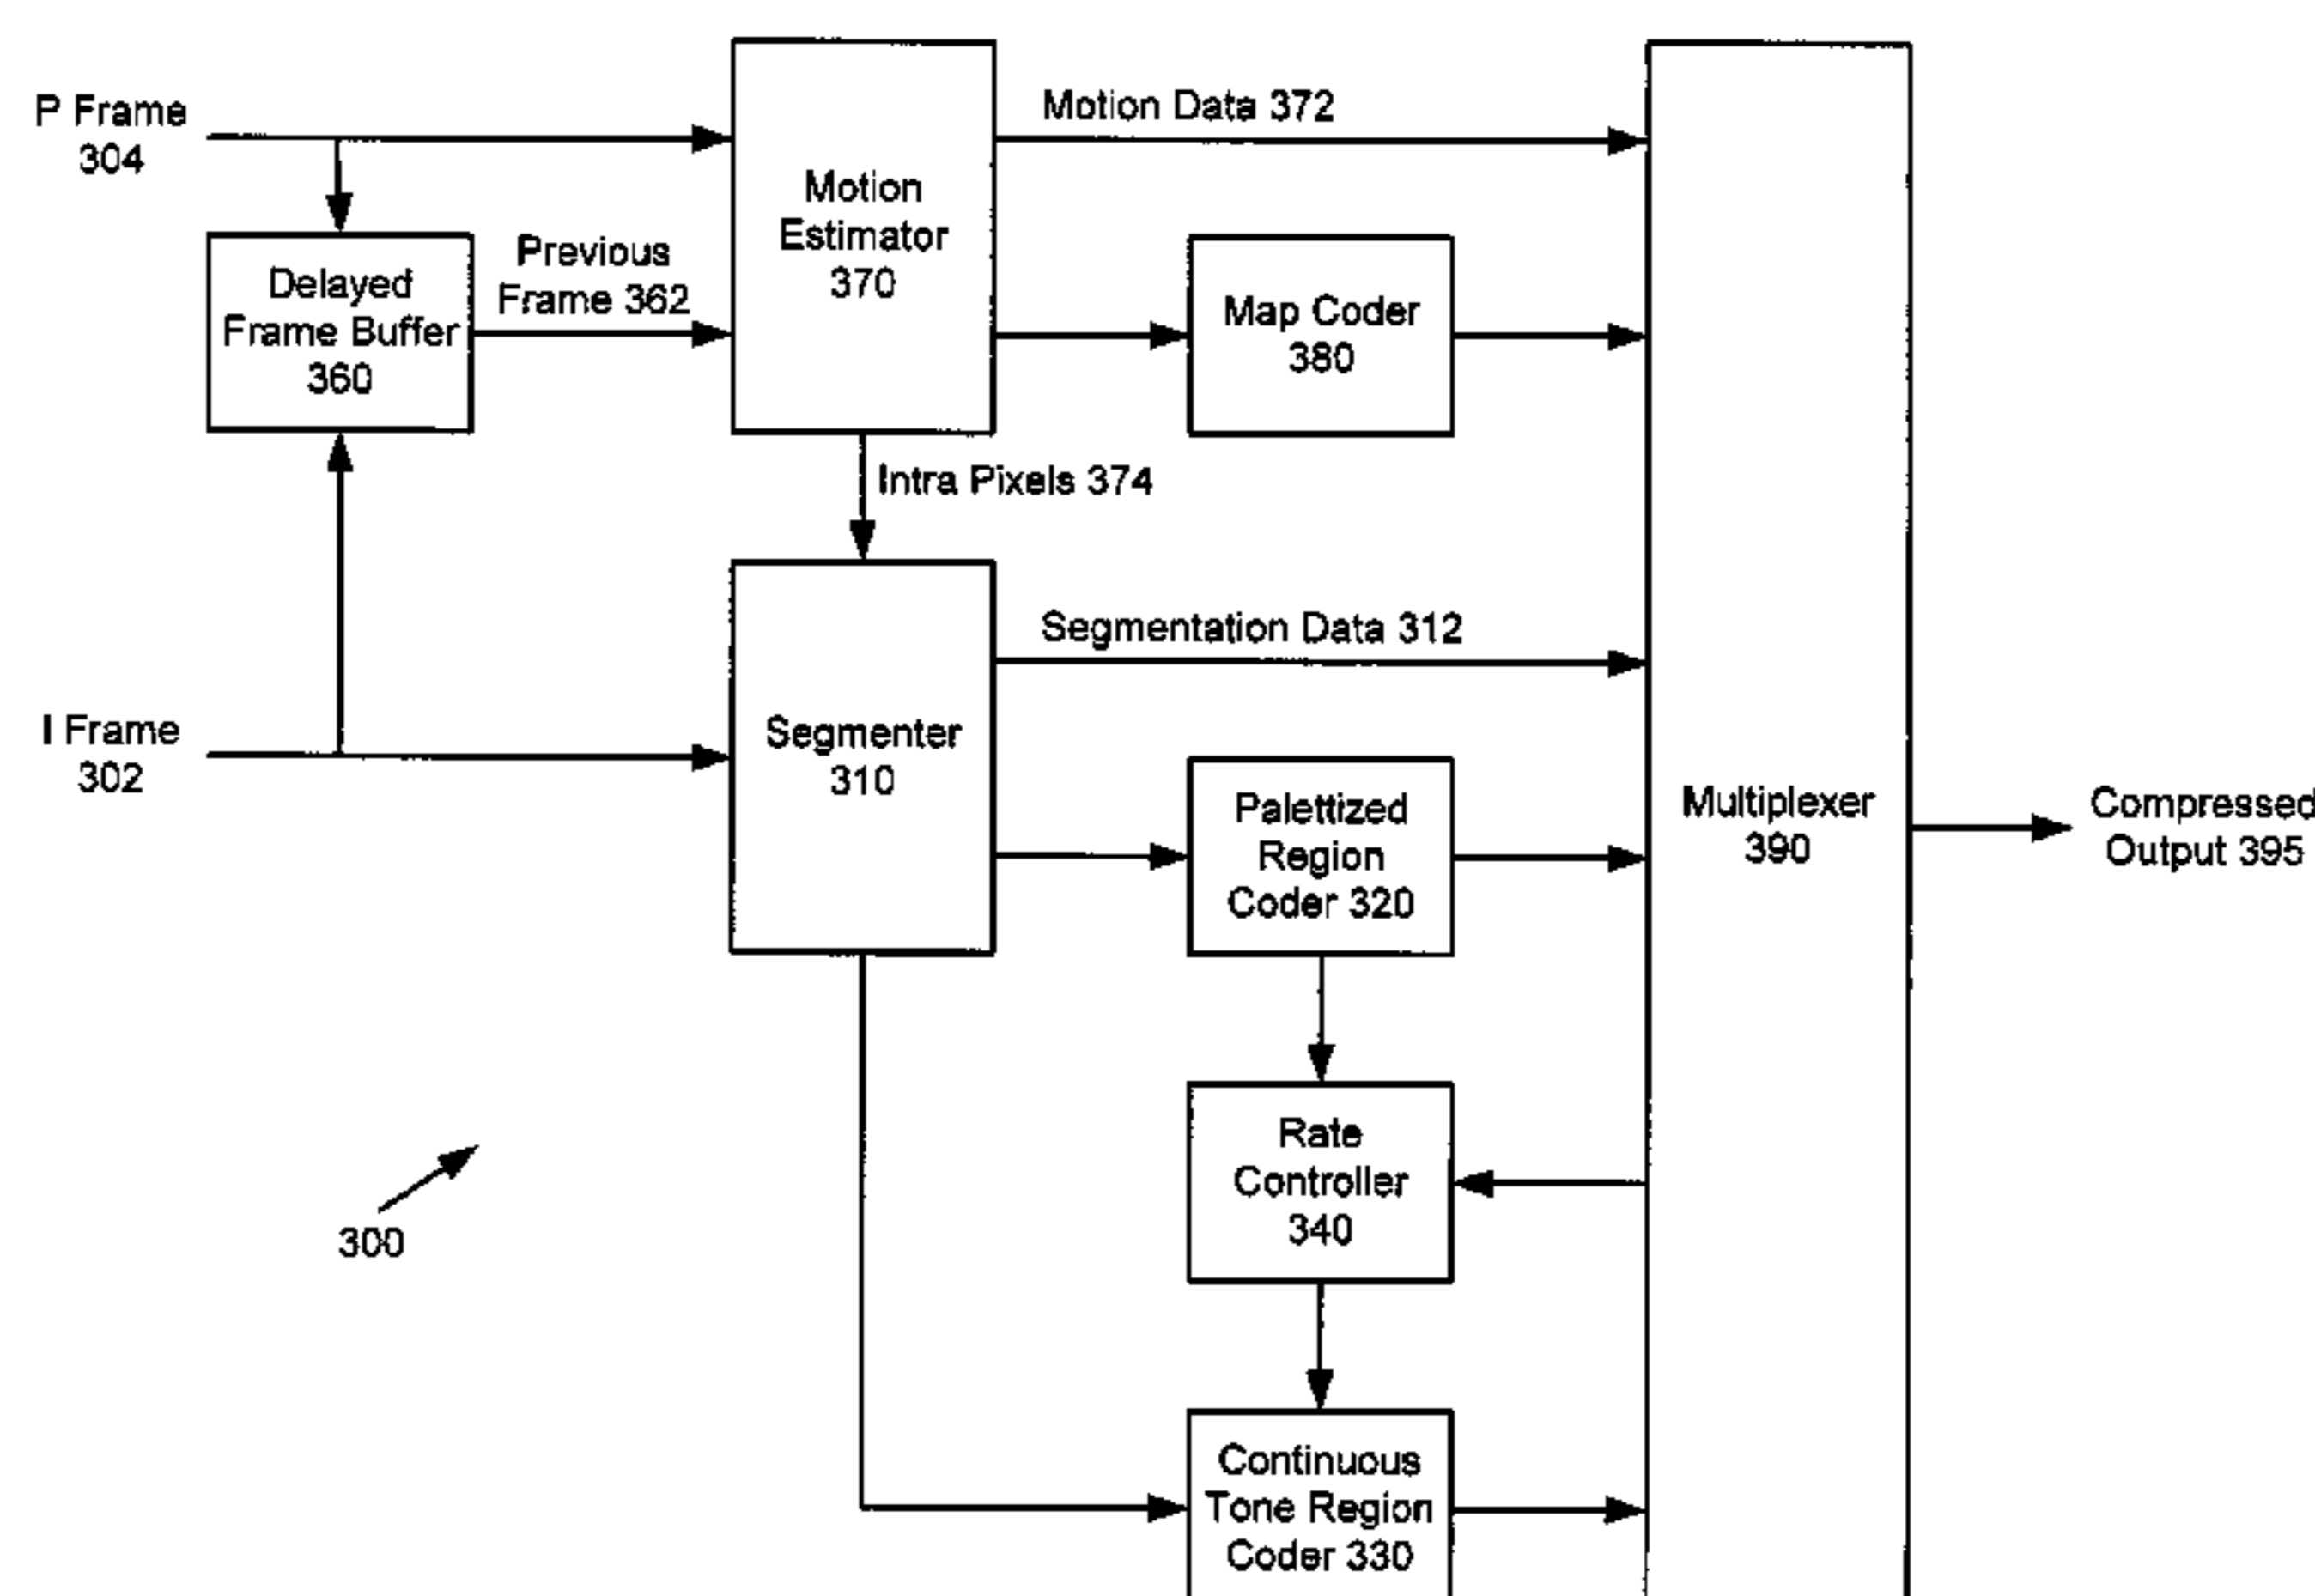 P Frame
304
Motion Data 372
Motion
Estimator
370
Previous
Frame 362
Delayed
Frame Buffer
360
Map Coder
380
Intra Pixels 374
Segmentation Data 312
I Frame
302
Segmenter
310
Palettized
Region
Coder 320
Multiplexer
390
Compressed
Output 395
Rate
Controller
340
300
Continuous
Tone Region
Coder 330